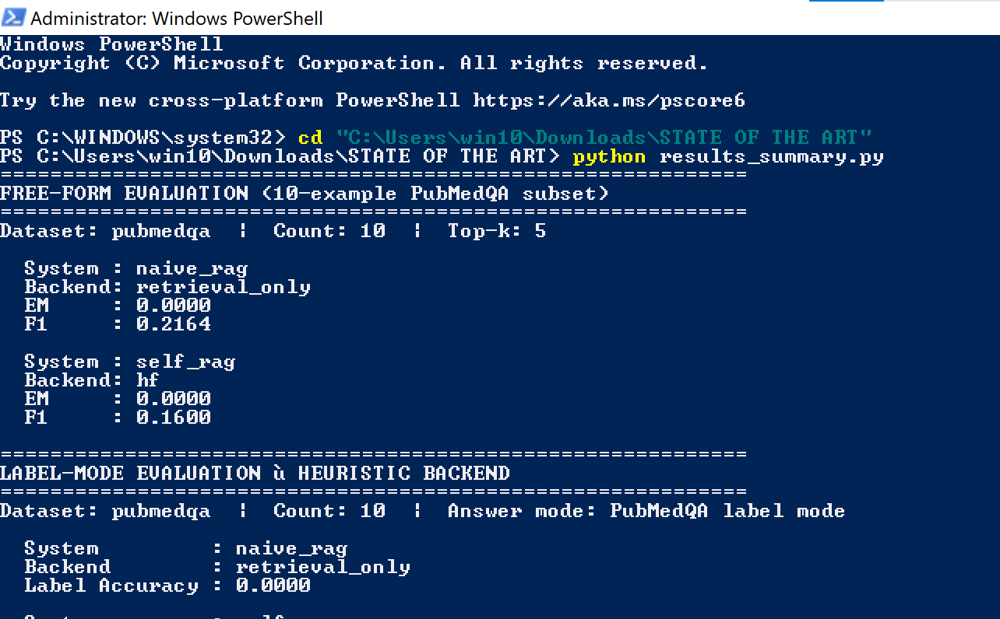 Administrator: Windows PowerShell
Windows PowerShell
Copyright (C) Microsoft Corporation. All rights reserved.
Try the new cross-platform PowerShell https://aka.ms/pscore6
PS C:\WINDOWS\system32> cd "C:\Users\win10\Downloads\STATE OF THE ART"
PS C:\Users\win10\Downloads\STATE OF THE ART> python results_summary.py
============================================================
FREE-FORM EVALUATION (10-example PubMedQA subset)
============================================================
Dataset: pubmedqa  |  Count: 10  |  Top-k: 5
System : naive_rag
Backend: retrieval_only
EM     : 0.0000
F1     : 0.2164
System : self_rag
Backend: hf
EM     : 0.0000
F1     : 0.1600
============================================================
LABEL-MODE EVALUATION ù HEURISTIC BACKEND
============================================================
Dataset: pubmedqa  |  Count: 10  |  Answer mode: PubMedQA label mode
System         : naive_rag
Backend        : retrieval_only
Label Accuracy : 0.0000